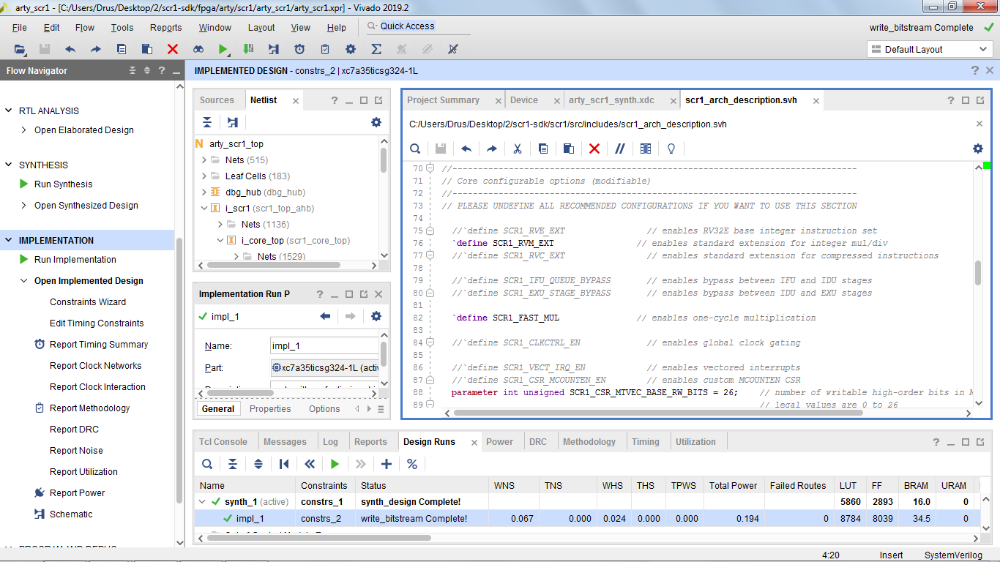 arty_scr1 - [C:/Users/Drus/Desktop/2/scr1-sdk/fpga/arty/scr1/arty_scr1/arty_scr1.xpr] - Vivado 2019.2
File Edit Flow Tools Reports Window Layout View Help Quick Access write_bitstream Complete
Default Layout
Flow Navigator
IMPLEMENTED DESIGN - constrs_2 | xc7a35ticsg324-1L
RTL ANALYSIS
Open Elaborated Design
SYNTHESIS
Run Synthesis
Open Synthesized Design
IMPLEMENTATION
Run Implementation
Open Implemented Design
Constraints Wizard
Edit Timing Constraints
Report Timing Summary
Report Clock Networks
Report Clock Interaction
Report Methodology
Report DRC
Report Noise
Report Utilization
Report Power
Schematic
PROGRAM AND DEBUG
Sources Netlist
arty_scr1_top
Nets (515)
Leaf Cells (183)
dbg_hub (dbg_hub)
i_scr1 (scr1_top_ahb)
Nets (1136)
i_core_top (scr1_core_top)
Nets (1529)
Implementation Run P
impl_1
Name: impl_1
Part: xc7a35ticsg324-1L (activ
General Properties Options
Project Summary Device arty_scr1_synth.xdc scr1_arch_description.svh
C:/Users/Drus/Desktop/2/scr1-sdk/scr1/src/includes/scr1_arch_description.svh
70 //-------------------------------------------------------------------------------
71 // Core configurable options (modifiable)
72 //-------------------------------------------------------------------------------
73 // PLEASE UNDEFINE ALL RECOMMENDED CONFIGURATIONS IF YOU WANT TO USE THIS SECTION
74
75 //`define SCR1_RVE_EXT // enables RV32E base integer instruction set
76 `define SCR1_RVM_EXT // enables standard extension for integer mul/div
77 //`define SCR1_RVC_EXT // enables standard extension for compressed instructions
78
79 //`define SCR1_IFU_QUEUE_BYPASS // enables bypass between IFU and IDU stages
80 //`define SCR1_EXU_STAGE_BYPASS // enables bypass between IDU and EXU stages
81
82 `define SCR1_FAST_MUL // enables one-cycle multiplication
83
84 //`define SCR1_CLKCTRL_EN // enables global clock gating
85
86 //`define SCR1_VECT_IRQ_EN // enables vectored interrupts
87 //`define SCR1_CSR_MCOUNTEN_EN // enables custom MCOUNTEN CSR
88 parameter int unsigned SCR1_CSR_MTVEC_BASE_RW_BITS = 26; // number of writable high-order bits in M
89 // legal values are 0 to 26
Tcl Console Messages Log Reports Design Runs Power DRC Methodology Timing Utilization
Name Constraints Status WNS TNS WHS THS TPWS Total Power Failed Routes LUT FF BRAM URAM
synth_1 (active) constrs_1 synth_design Complete! 5860 2893 16.0 0
impl_1 constrs_2 write_bitstream Complete! 0.067 0.000 0.024 0.000 0.000 0.194 0 8784 8039 34.5 0
4:20 Insert SystemVerilog